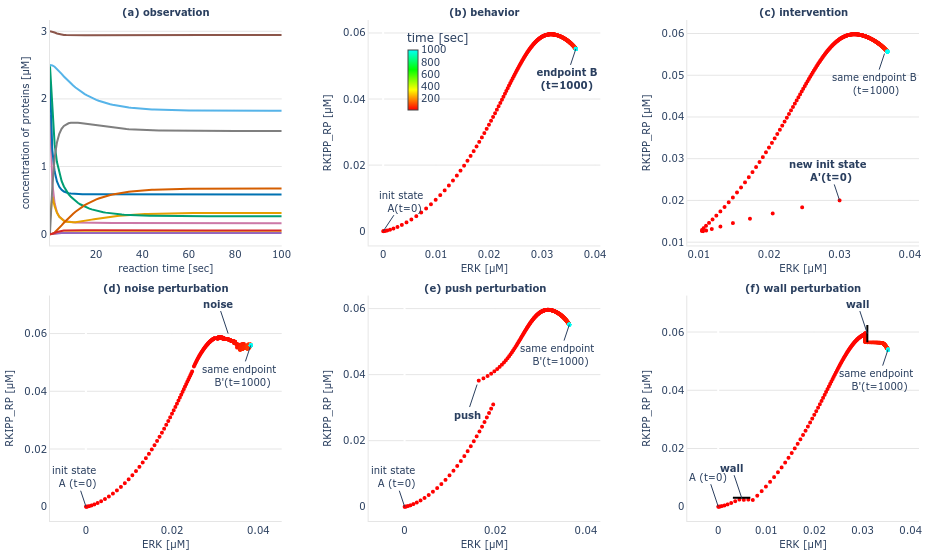 (a) observation
concentration of proteins [μM]
3
2
1
0
20
40
60
80
100
reaction time [sec]
(b) behavior
RKIPP_RP [μM]
0.06
0.04
0.02
0
time [sec]
1000
800
600
400
200
endpoint B
(t=1000)
init state
A(t=0)
0
0.01
0.02
0.03
0.04
ERK [μM]
(c) intervention
RKIPP_RP [μM]
0.06
0.05
0.04
0.03
0.02
0.01
same endpoint B
(t=1000)
new init state
A'(t=0)
0.01
0.02
0.03
0.04
ERK [μM]
(d) noise perturbation
RKIPP_RP [μM]
0.06
0.04
0.02
0
noise
same endpoint
B'(t=1000)
init state
A (t=0)
0
0.02
0.04
ERK [μM]
(e) push perturbation
RKIPP_RP [μM]
0.06
0.04
0.02
0
same endpoint
B'(t=1000)
push
init state
A (t=0)
0
0.01
0.02
0.03
0.04
ERK [μM]
(f) wall perturbation
RKIPP_RP [μM]
0.06
0.04
0.02
0
wall
same endpoint
B'(t=1000)
wall
A (t=0)
0
0.01
0.02
0.03
0.04
ERK [μM]